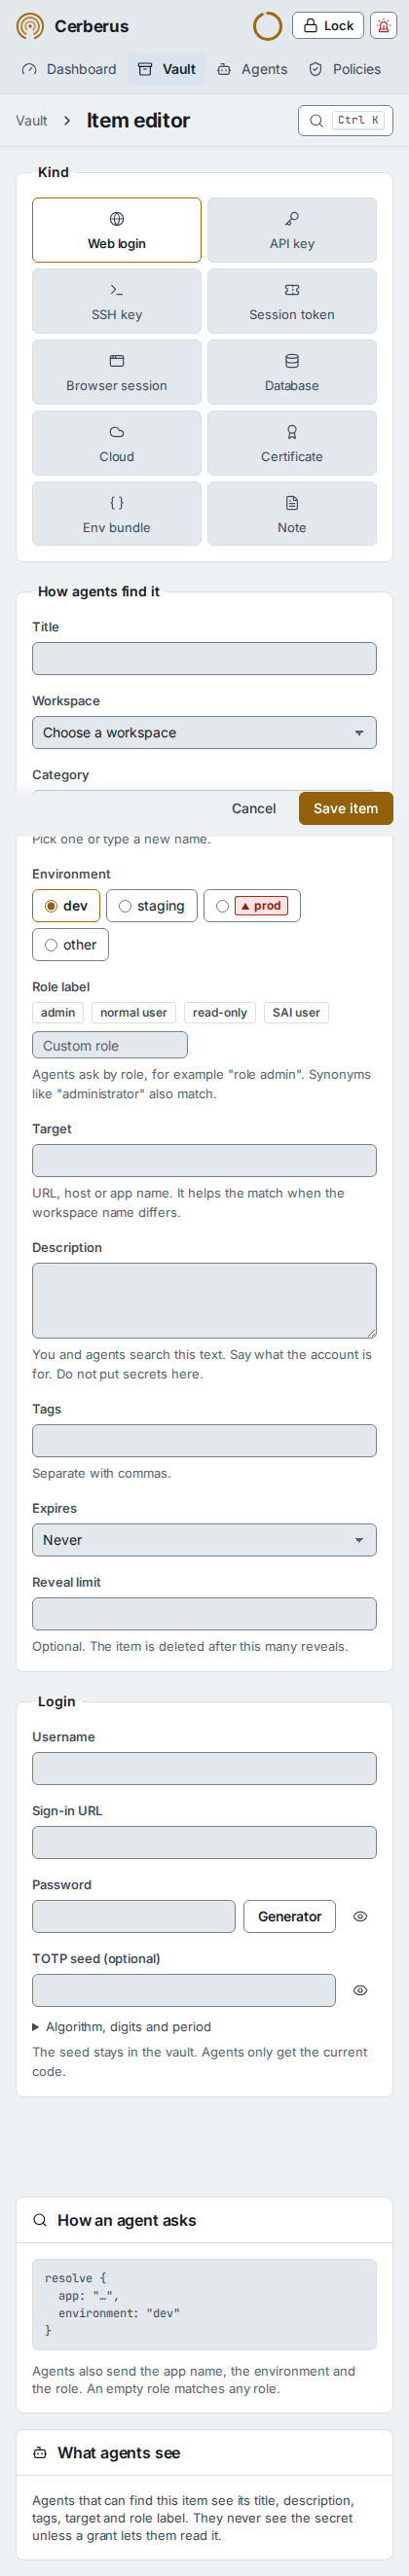 Cerberus
Lock
Dashboard
Vault
Agents
Policies
Vault > Item editor
Ctrl K
Kind
Web login
API key
SSH key
Session token
Browser session
Database
Cloud
Certificate
Env bundle
Note
How agents find it
Title
Workspace
Choose a workspace
Category
Cancel
Save item
Pick one or type a new name.
Environment
dev
staging
prod
other
Role label
admin
normal user
read-only
SAI user
Custom role
Agents ask by role, for example "role admin". Synonyms
like "administrator" also match.
Target
URL, host or app name. It helps the match when the
workspace name differs.
Description
You and agents search this text. Say what the account is
for. Do not put secrets here.
Tags
Separate with commas.
Expires
Never
Reveal limit
Optional. The item is deleted after this many reveals.
Login
Username
Sign-in URL
Password
Generator
TOTP seed (optional)
Algorithm, digits and period
The seed stays in the vault. Agents only get the current
code.
How an agent asks
resolve {
app: "…",
environment: "dev"
}
Agents also send the app name, the environment and
the role. An empty role matches any role.
What agents see
Agents that can find this item see its title, description,
tags, target and role label. They never see the secret
unless a grant lets them read it.